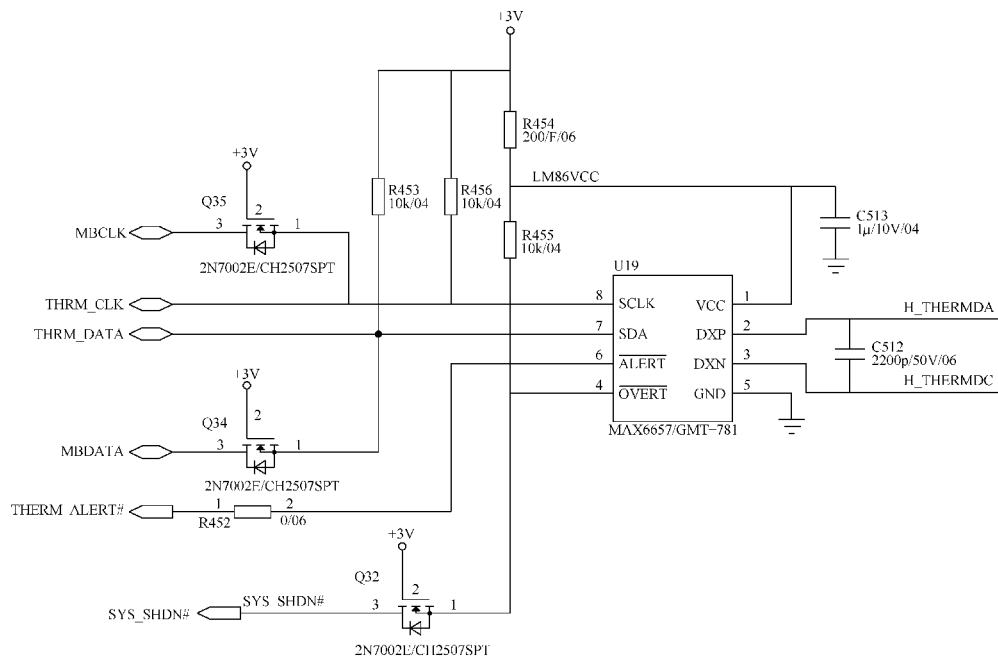 +3V
R454
200/F/06
+3V
LM86VCC
R453
10k/04
R456
10k/04
Q35
2
3
1
MBCLK
2N7002E/CH2507SPT
R455
10k/04
C513
1μ/10V/04
U19
THRM_CLK
8
SCLK
VCC
1
H_THERMDA
THRM_DATA
7
SDA
DXP
2
C512
2200p/50V/06
6
ALERT
DXN
3
H_THERMDC
4
OVERT
GND
5
MAX6657/GMT-781
+3V
2
Q34
MBDATA
3
1
2N7002E/CH2507SPT
THERM_ALERT#
1
2
R452
0/06
+3V
Q32
2
SYS_SHDN#
SYS_SHDN#
3
1
2N7002E/CH2507SPT